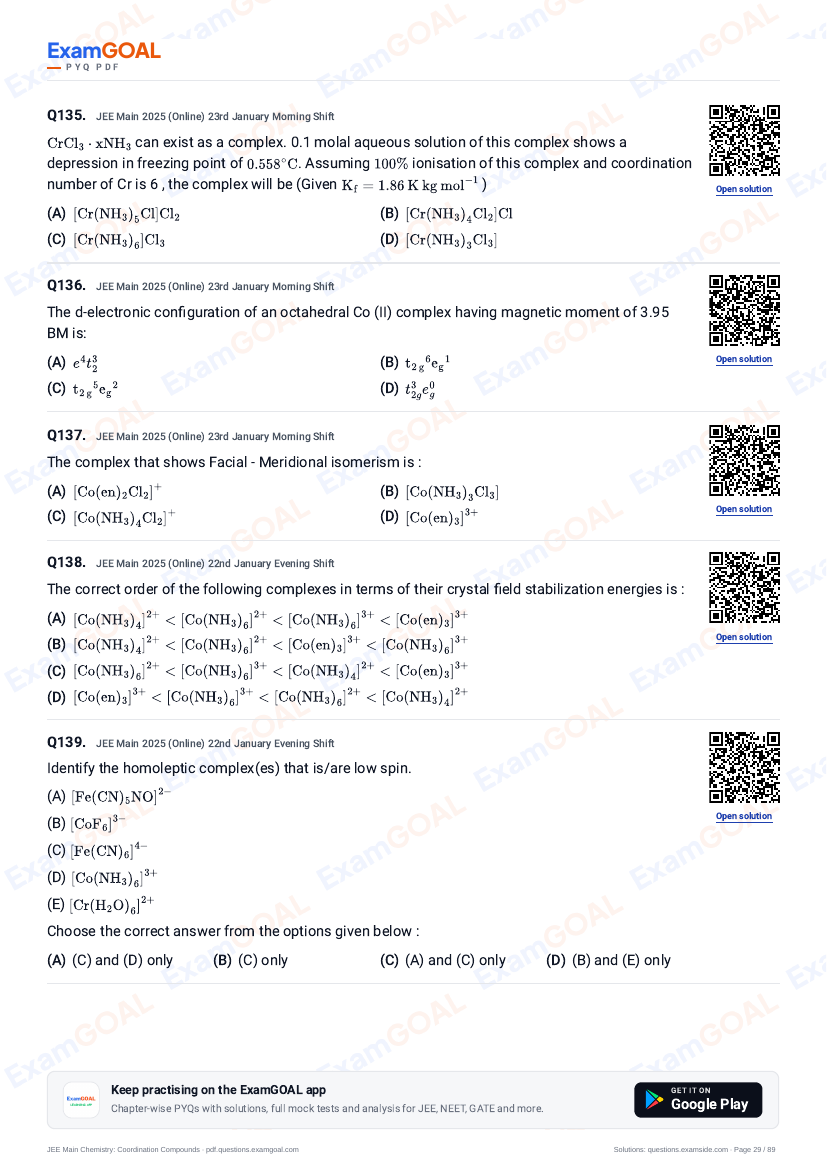 ExamGOAL
PYQ PDF
Q135. JEE Main 2025 (Online) 23rd January Morning Shift
CrCl₃ · xNH₃ can exist as a complex. 0.1 molal aqueous solution of this complex shows a
depression in freezing point of 0.558°C. Assuming 100% ionisation of this complex and coordination
number of Cr is 6 , the complex will be (Given K_f = 1.86 K kg mol⁻¹ )
Open solution
(A) [Cr(NH₃)₅Cl]Cl₂ (B) [Cr(NH₃)₄Cl₂]Cl
(C) [Cr(NH₃)₆]Cl₃ (D) [Cr(NH₃)₃Cl₃]
Q136. JEE Main 2025 (Online) 23rd January Morning Shift
The d-electronic configuration of an octahedral Co (II) complex having magnetic moment of 3.95
BM is:
Open solution
(A) e⁴t₂³ (B) t₂g⁶eg¹
(C) t₂g⁵eg² (D) t₂g³eg⁰
Q137. JEE Main 2025 (Online) 23rd January Morning Shift
The complex that shows Facial - Meridional isomerism is :
(A) [Co(en)₂Cl₂]⁺ (B) [Co(NH₃)₃Cl₃]
Open solution
(C) [Co(NH₃)₄Cl₂]⁺ (D) [Co(en)₃]³⁺
Q138. JEE Main 2025 (Online) 22nd January Evening Shift
The correct order of the following complexes in terms of their crystal field stabilization energies is :
(A) [Co(NH₃)₄]²⁺ < [Co(NH₃)₆]²⁺ < [Co(NH₃)₆]³⁺ < [Co(en)₃]³⁺
Open solution
(B) [Co(NH₃)₄]²⁺ < [Co(NH₃)₆]²⁺ < [Co(en)₃]³⁺ < [Co(NH₃)₆]³⁺
(C) [Co(NH₃)₆]²⁺ < [Co(NH₃)₆]³⁺ < [Co(NH₃)₄]²⁺ < [Co(en)₃]³⁺
(D) [Co(en)₃]³⁺ < [Co(NH₃)₆]³⁺ < [Co(NH₃)₆]²⁺ < [Co(NH₃)₄]²⁺
Q139. JEE Main 2025 (Online) 22nd January Evening Shift
Identify the homoleptic complex(es) that is/are low spin.
(A) [Fe(CN)₅NO]²⁻
Open solution
(B) [CoF₆]³⁻
(C) [Fe(CN)₆]⁴⁻
(D) [Co(NH₃)₆]³⁺
(E) [Cr(H₂O)₆]²⁺
Choose the correct answer from the options given below :
(A) (C) and (D) only (B) (C) only (C) (A) and (C) only (D) (B) and (E) only
ExamGOAL
Keep practising on the ExamGOAL app
Chapter-wise PYQs with solutions, full mock tests and analysis for JEE, NEET, GATE and more.
GET IT ON
Google Play
JEE Main Chemistry: Coordination Compounds · pdf.questions.examgoal.com
Solutions: questions.examside.com · Page 29 / 89